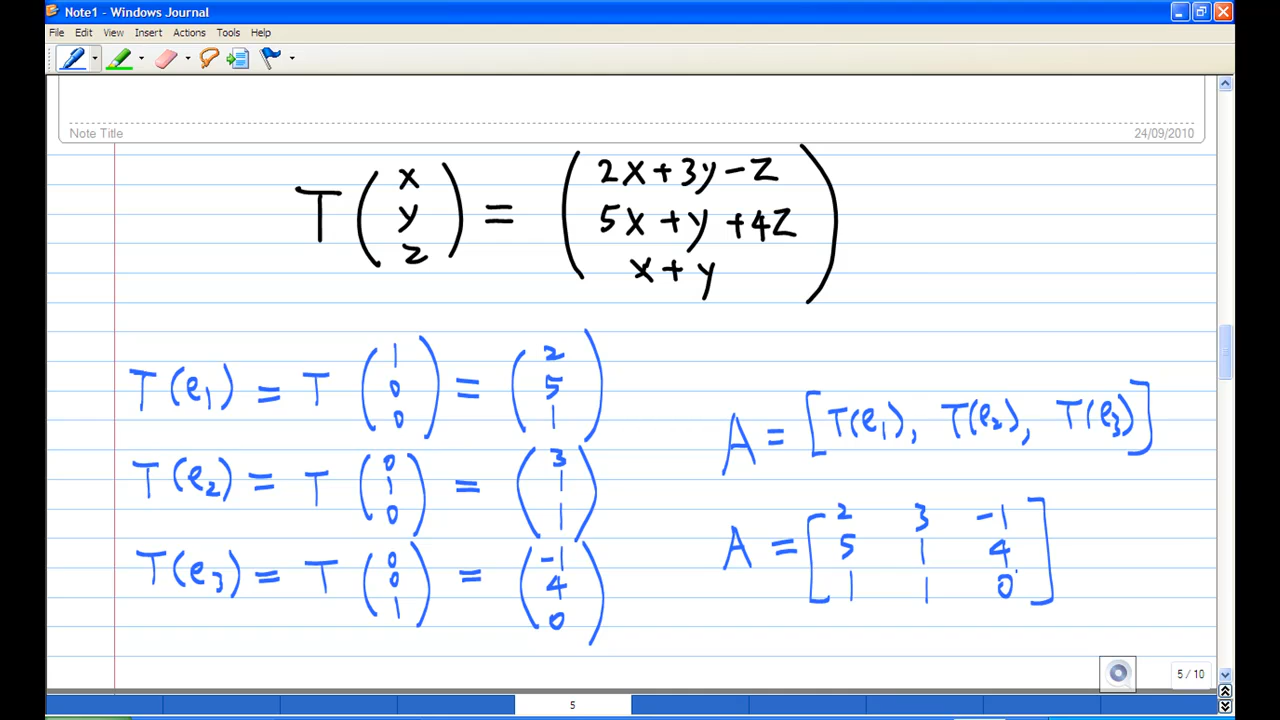 Note1 - Windows Journal
File Edit View Insert Actions Tools Help
Note Title 24/09/2010
T(x y z) = (2x+3y-z
5x+y+4z
x+y)
T(e₁) = T(1 0 0) = (2 5 1)
T(e₂) = T(0 1 0) = (3 1 1)
T(e₃) = T(0 0 1) = (-1 4 0)
A = [T(e₁), T(e₂), T(e₃)]
A = [2 3 -1
5 1 4
1 1 0]
5 / 10
5